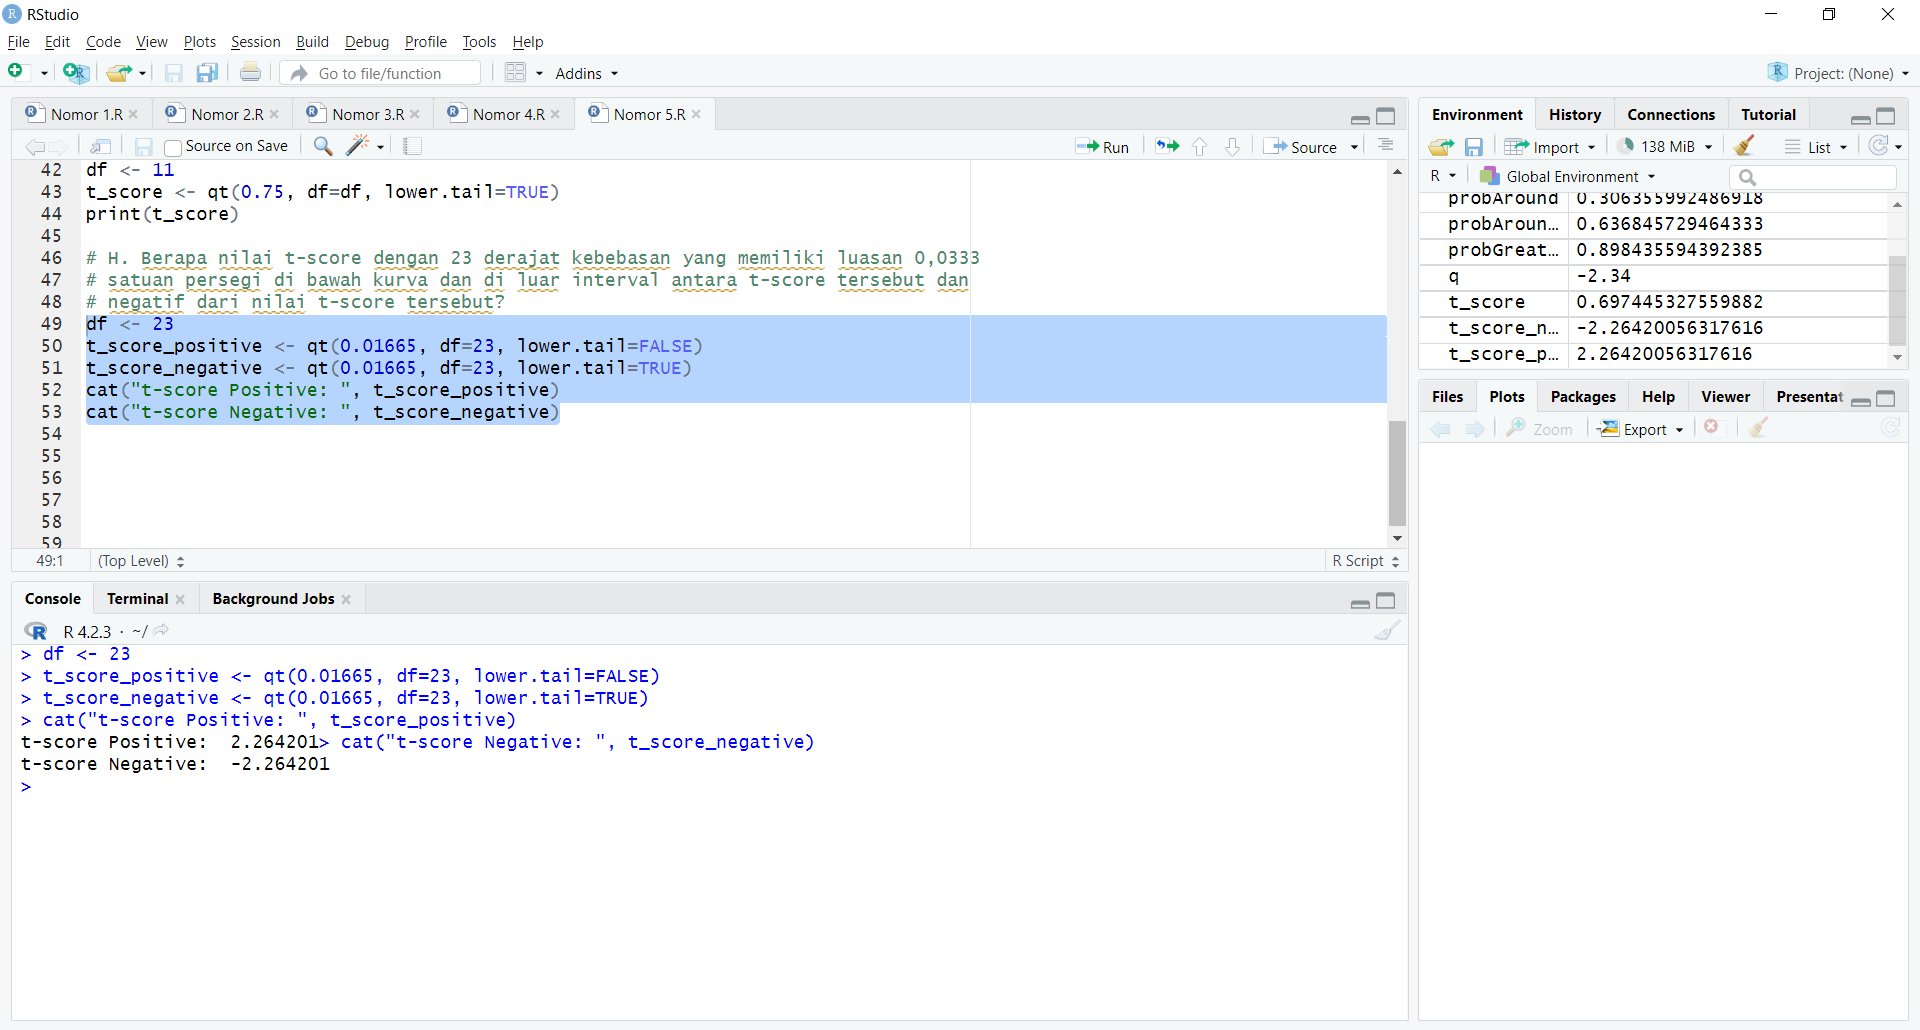 RStudio
File Edit Code View Plots Session Build Debug Profile Tools Help
Go to file/function Addins Project: (None)
Nomor 1.R Nomor 2.R Nomor 3.R Nomor 4.R Nomor 5.R
Source on Save Run Source
42 df <- 11
43 t_score <- qt(0.75, df=df, lower.tail=TRUE)
44 print(t_score)
45
46 # H. Berapa nilai t-score dengan 23 derajat kebebasan yang memiliki luasan 0,0333
47 # satuan persegi di bawah kurva dan di luar interval antara t-score tersebut dan
48 # negatif dari nilai t-score tersebut?
49 df <- 23
50 t_score_positive <- qt(0.01665, df=23, lower.tail=FALSE)
51 t_score_negative <- qt(0.01665, df=23, lower.tail=TRUE)
52 cat("t-score Positive: ", t_score_positive)
53 cat("t-score Negative: ", t_score_negative)
54
55
56
57
58
59
49:1 (Top Level) R Script
Console Terminal Background Jobs
R 4.2.3 · ~/
> df <- 23
> t_score_positive <- qt(0.01665, df=23, lower.tail=FALSE)
> t_score_negative <- qt(0.01665, df=23, lower.tail=TRUE)
> cat("t-score Positive: ", t_score_positive)
t-score Positive:  2.264201> cat("t-score Negative: ", t_score_negative)
t-score Negative:  -2.264201
>
Environment History Connections Tutorial
Import 138 MiB List
R Global Environment
probAround 0.306355992486918
probAroun... 0.636845729464333
probGreat... 0.898435594392385
q -2.34
t_score 0.697445327559882
t_score_n... -2.26420056317616
t_score_p... 2.26420056317616
Files Plots Packages Help Viewer Presentat
Zoom Export